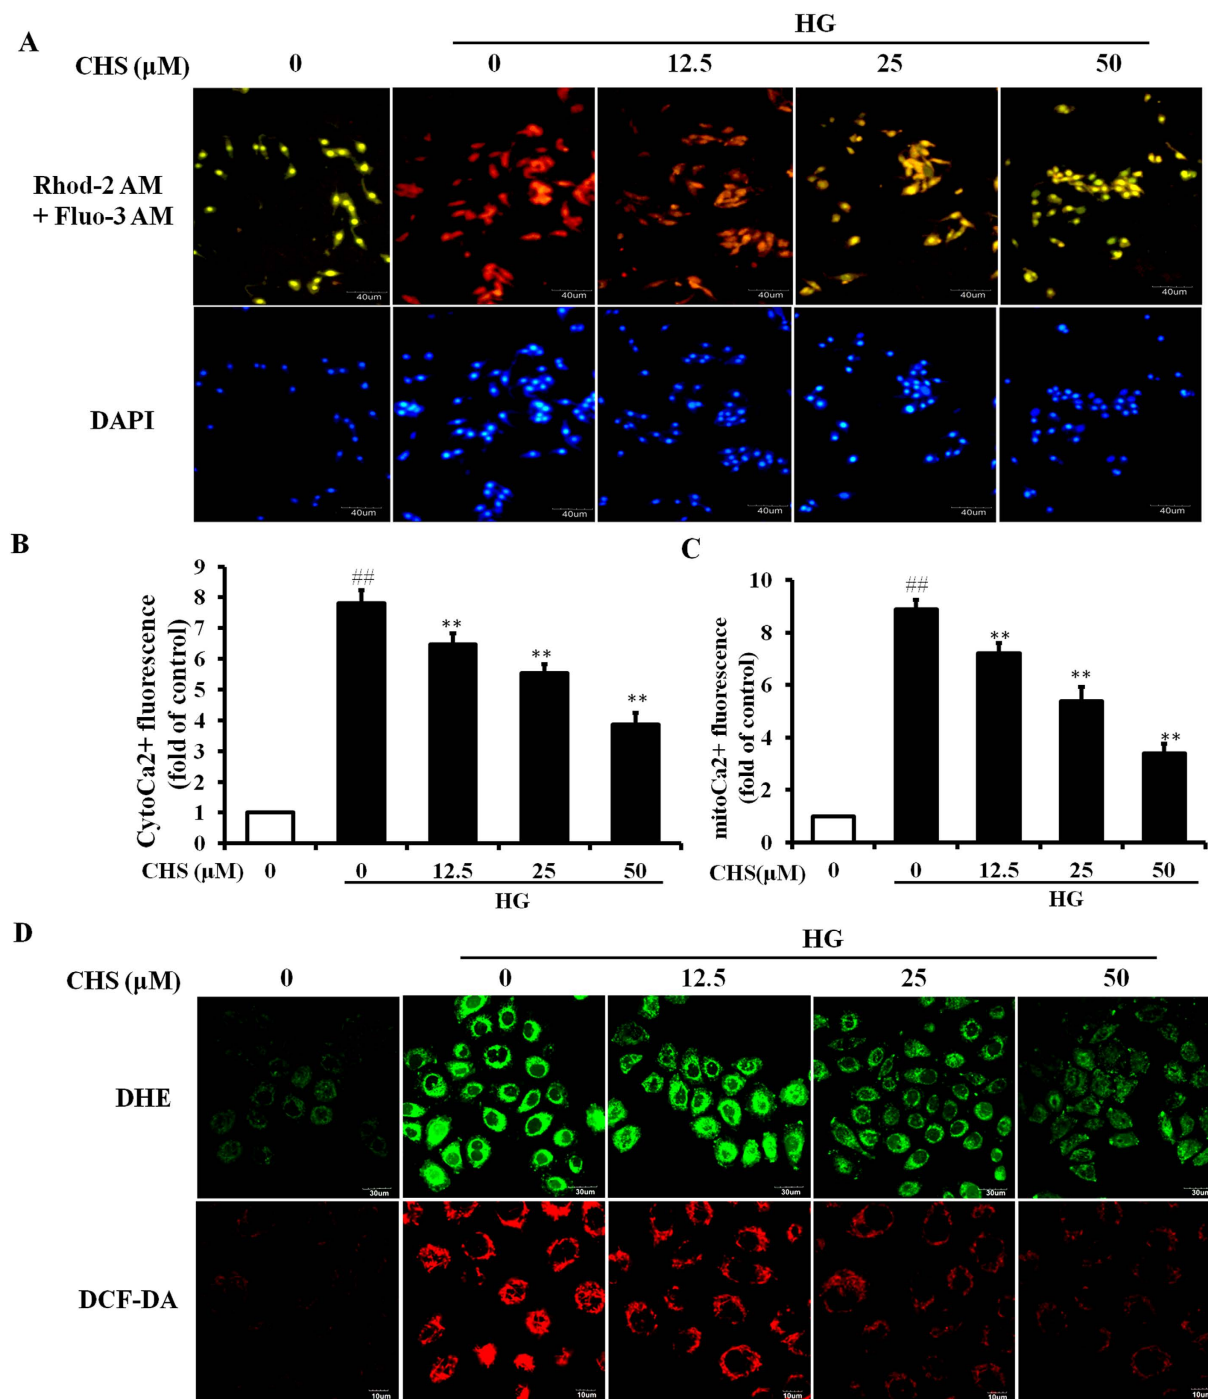 A
HG
CHS (µM) 0 0 12.5 25 50
Rhod-2 AM
+ Fluo-3 AM
40um 40um 40um 40um 40um
DAPI
40um 40um 40um 40um 40um
B
CytoCa2+ fluorescence
(fold of control)
9
8
7
6
5
4
3
2
1
0
##
**
**
**
CHS (µM) 0 0 12.5 25 50
HG
C
mitoCa2+ fluorescence
(fold of control)
10
8
6
4
2
0
##
**
**
**
CHS(µM) 0 0 12.5 25 50
HG
D
HG
CHS (µM) 0 0 12.5 25 50
DHE
30um 30um 30um 30um 30um
DCF-DA
10um 10um 10um 10um 10um